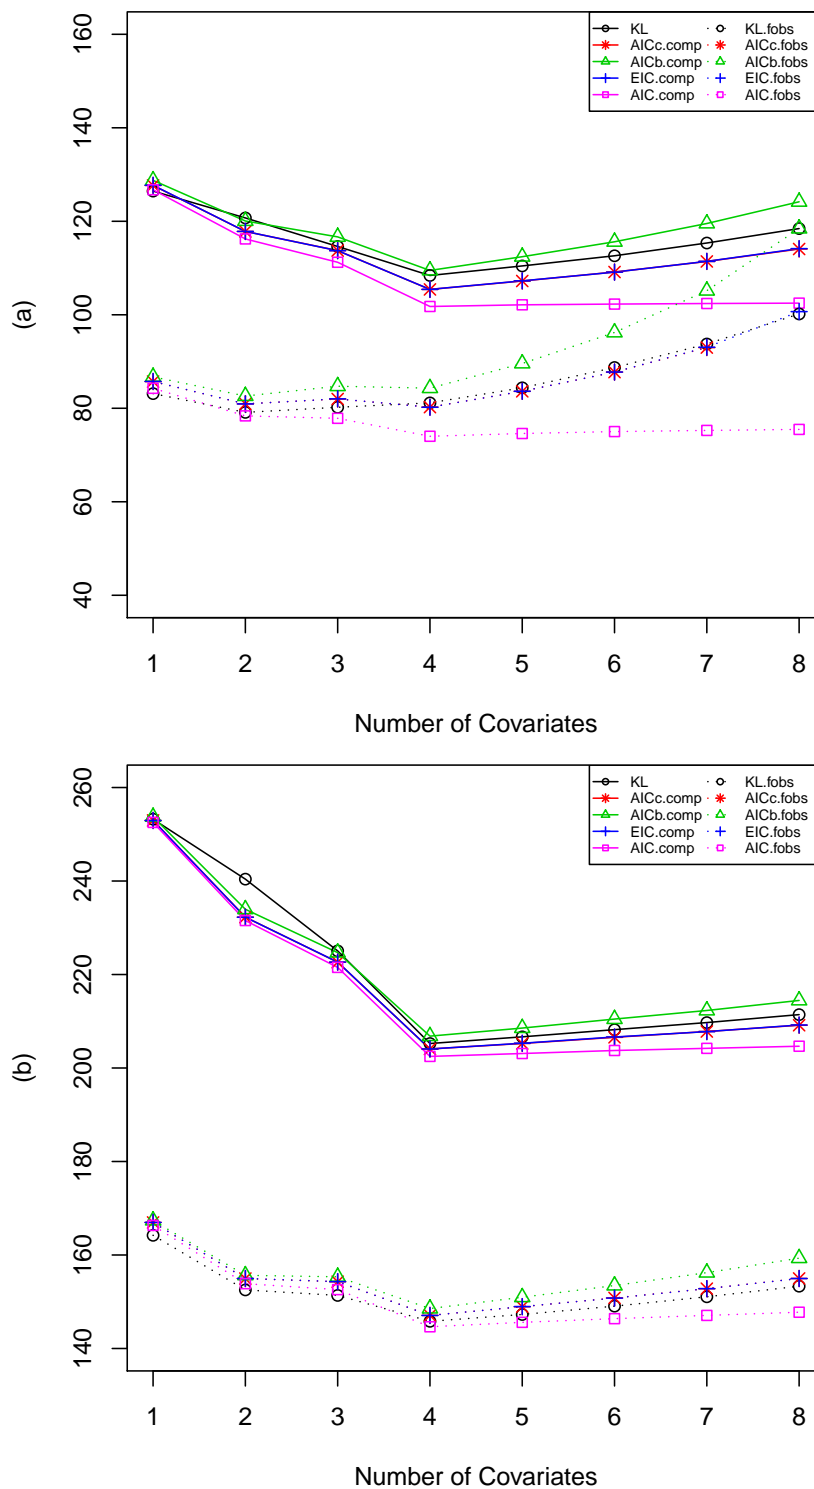 (a)
160
140
120
100
80
60
40
KL
AICc.comp
AICb.comp
EIC.comp
AIC.comp
KL.fobs
AICc.fobs
AICb.fobs
EIC.fobs
AIC.fobs
1 2 3 4 5 6 7 8
Number of Covariates
(b)
260
240
220
200
180
160
140
KL
AICc.comp
AICb.comp
EIC.comp
AIC.comp
KL.fobs
AICc.fobs
AICb.fobs
EIC.fobs
AIC.fobs
1 2 3 4 5 6 7 8
Number of Covariates